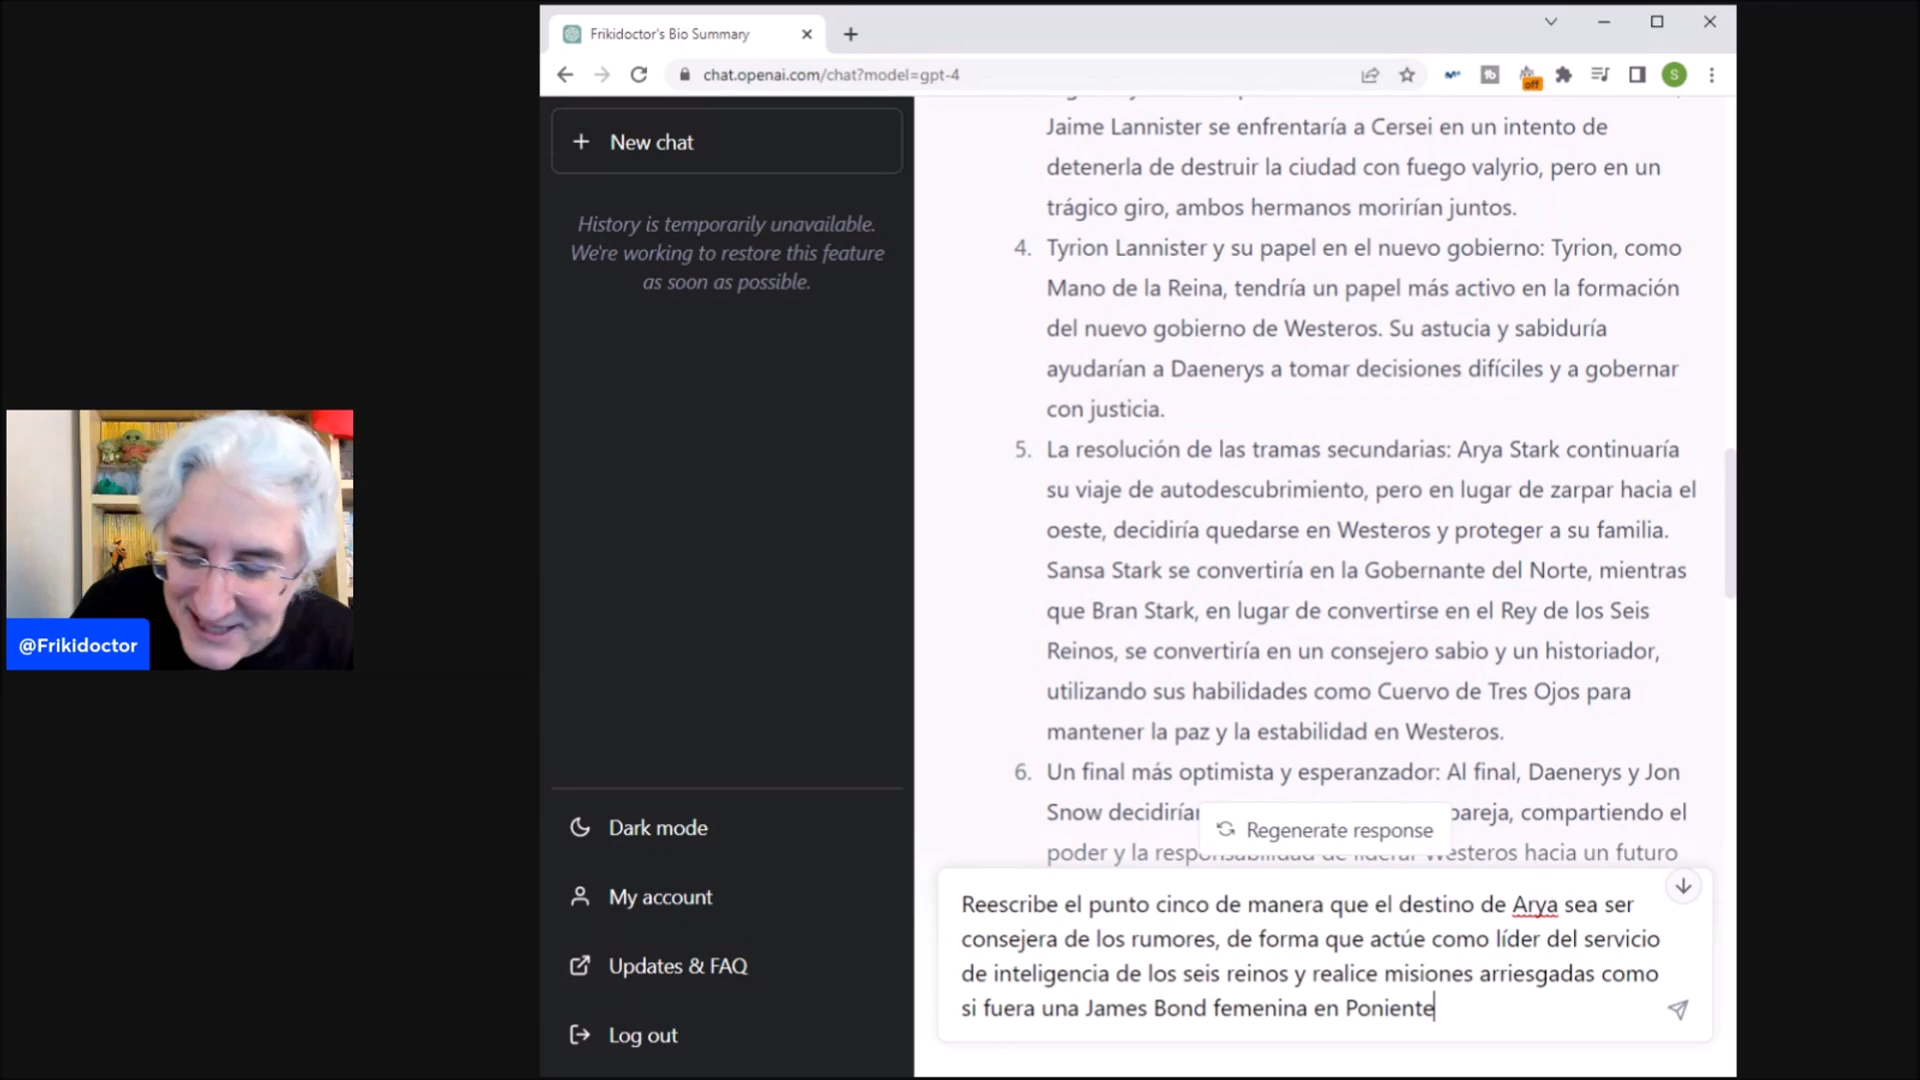 Frikidoctor's Bio Summary
chat.openai.com/chat?model=gpt-4
off
S
New chat
History is temporarily unavailable.
We're working to restore this feature
as soon as possible.
Dark mode
My account
Updates & FAQ
Log out
@Frikidoctor
Jaime Lannister se enfrentaría a Cersei en un intento de
detenerla de destruir la ciudad con fuego valyrio, pero en un
trágico giro, ambos hermanos morirían juntos.
4. Tyrion Lannister y su papel en el nuevo gobierno: Tyrion, como
Mano de la Reina, tendría un papel más activo en la formación
del nuevo gobierno de Westeros. Su astucia y sabiduría
ayudarían a Daenerys a tomar decisiones difíciles y a gobernar
con justicia.
5. La resolución de las tramas secundarias: Arya Stark continuaría
su viaje de autodescubrimiento, pero en lugar de zarpar hacia el
oeste, decidiría quedarse en Westeros y proteger a su familia.
Sansa Stark se convertiría en la Gobernante del Norte, mientras
que Bran Stark, en lugar de convertirse en el Rey de los Seis
Reinos, se convertiría en un consejero sabio y un historiador,
utilizando sus habilidades como Cuervo de Tres Ojos para
mantener la paz y la estabilidad en Westeros.
6. Un final más optimista y esperanzador: Al final, Daenerys y Jon
Snow decidirían pareja, compartiendo el
Regenerate response
poder y la responsabilidad de liderar Westeros hacia un futuro
Reescribe el punto cinco de manera que el destino de Arya sea ser
consejera de los rumores, de forma que actúe como líder del servicio
de inteligencia de los seis reinos y realice misiones arriesgadas como
si fuera una James Bond femenina en Poniente